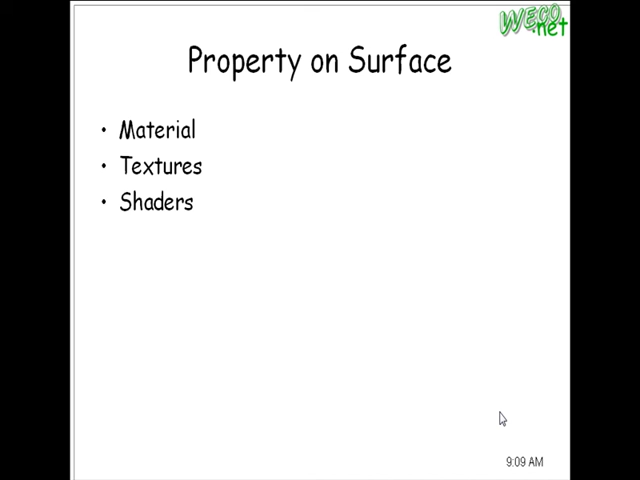 WECO
.net
Property on Surface
• Material
• Textures
• Shaders
9:09 AM